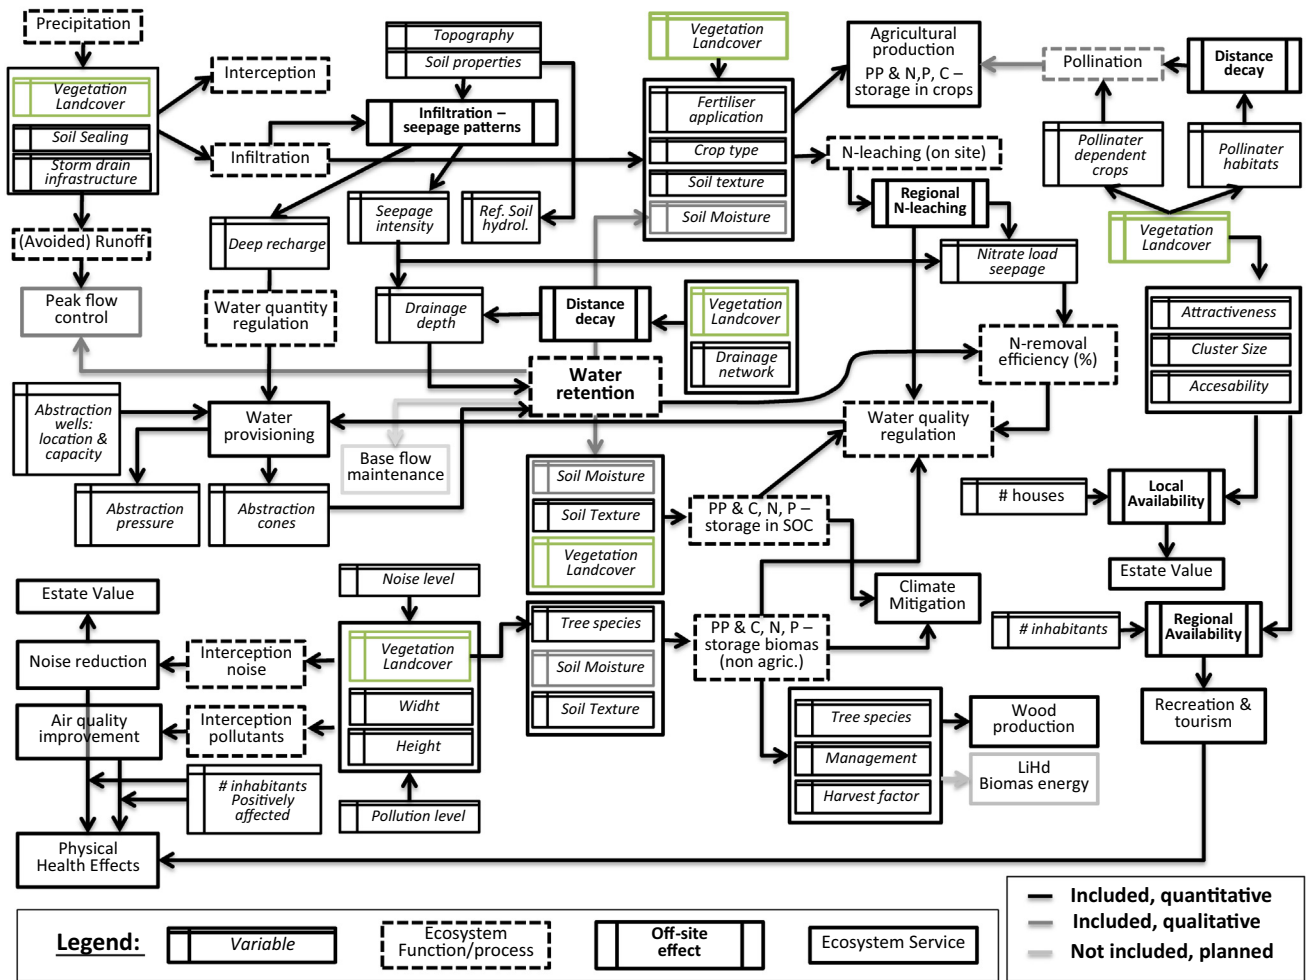 Precipitation
Vegetation
Landcover
Soil Sealing
Storm drain
infrastructure
Interception
Infiltration
(Avoided) Runoff
Peak flow
control
Topography
Soil properties
Infiltration –
seepage patterns
Deep recharge
Seepage
intensity
Ref. Soil
hydrol.
Water quantity
regulation
Drainage
depth
Distance
decay
Vegetation
Landcover
Drainage
network
Water
retention
Vegetation
Landcover
Fertiliser
application
Crop type
Soil texture
Soil Moisture
Agricultural
production
PP & N,P, C –
storage in crops
Pollination
Distance
decay
Pollinater
dependent
crops
Pollinater
habitats
Vegetation
Landcover
N-leaching (on site)
Regional
N-leaching
Nitrate load
seepage
N-removal
efficiency (%)
Attractiveness
Cluster Size
Accesability
Abstraction
wells:
location &
capacity
Water
provisioning
Base flow
maintenance
Water quality
regulation
Abstraction
pressure
Abstraction
cones
Soil Moisture
Soil Texture
Vegetation
Landcover
PP & C, N, P –
storage in SOC
# houses
Local
Availability
Estate Value
Climate
Mitigation
Estate Value
Noise reduction
Interception
noise
Noise level
Vegetation
Landcover
Widht
Height
Pollution level
Tree species
Soil Moisture
Soil Texture
PP & C, N, P –
storage biomas
(non agric.)
# inhabitants
Regional
Availability
Air quality
improvement
Interception
pollutants
# inhabitants
Positively
affected
Physical
Health Effects
Tree species
Management
Harvest factor
Wood
production
LiHd
Biomas energy
Recreation &
tourism
Legend:
Variable
Ecosystem
Function/process
Off-site
effect
Ecosystem Service
Included, quantitative
Included, qualitative
Not included, planned